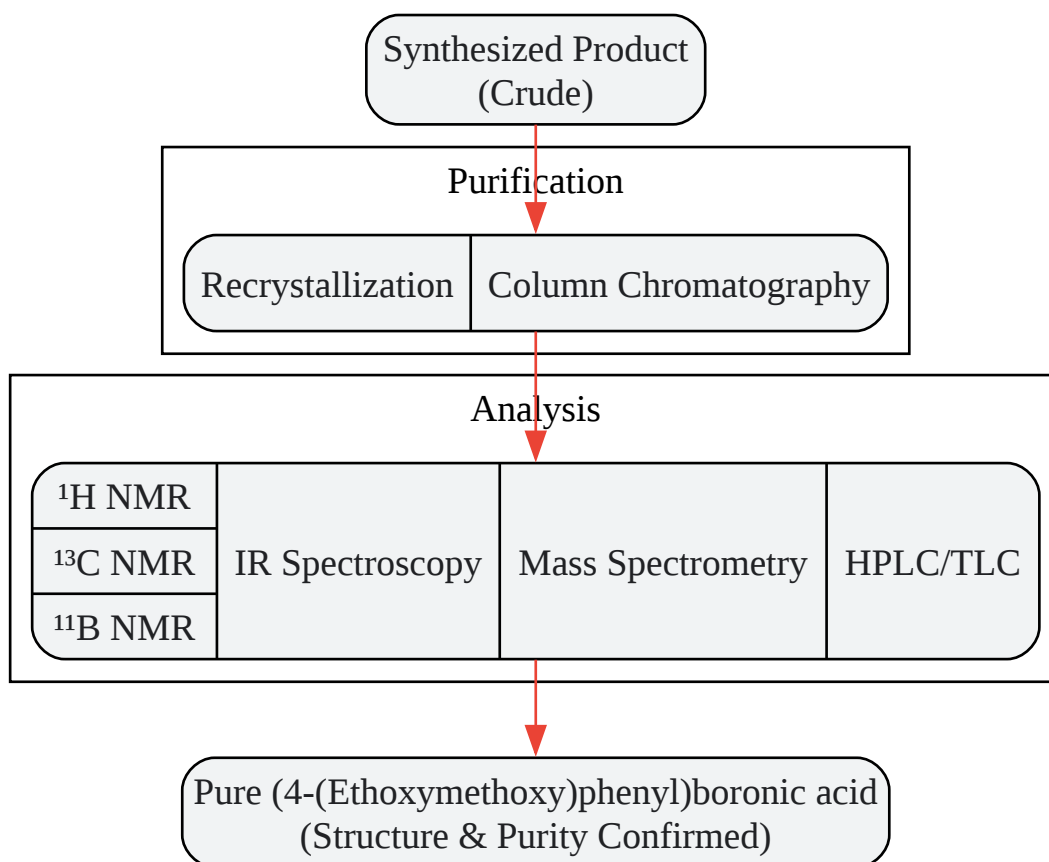 Synthesized Product
(Crude)
Purification
Recrystallization
Column Chromatography
Analysis
¹H NMR
¹³C NMR
¹¹B NMR
IR Spectroscopy
Mass Spectrometry
HPLC/TLC
Pure (4-(Ethoxymethoxy)phenyl)boronic acid
(Structure & Purity Confirmed)